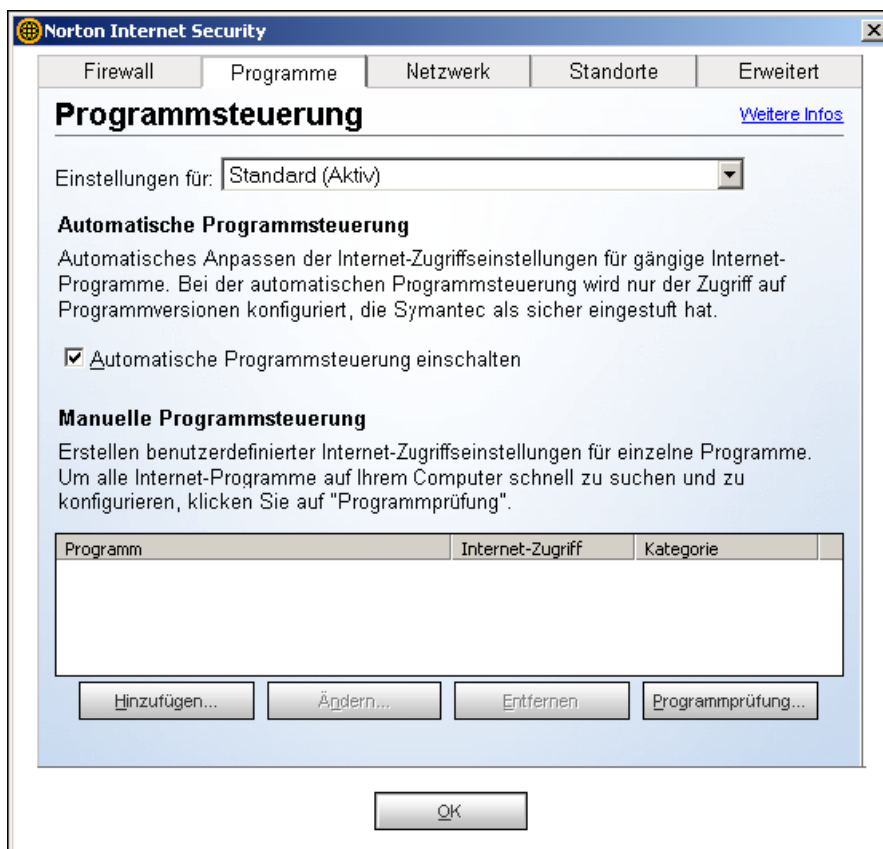 Norton Internet Security
Firewall
Programme
Netzwerk
Standorte
Erweitert
Programmsteuerung
Weitere Infos
Einstellungen für: Standard (Aktiv)
Automatische Programmsteuerung
Automatisches Anpassen der Internet-Zugriffseinstellungen für gängige Internet-
Programme. Bei der automatischen Programmsteuerung wird nur der Zugriff auf
Programmversionen konfiguriert, die Symantec als sicher eingestuft hat.
Automatische Programmsteuerung einschalten
Manuelle Programmsteuerung
Erstellen benutzerdefinierter Internet-Zugriffseinstellungen für einzelne Programme.
Um alle Internet-Programme auf Ihrem Computer schnell zu suchen und zu
konfigurieren, klicken Sie auf "Programmprüfung".
Programm
Internet-Zugriff
Kategorie
Hinzufügen...
Ändern...
Entfernen
Programmprüfung...
OK